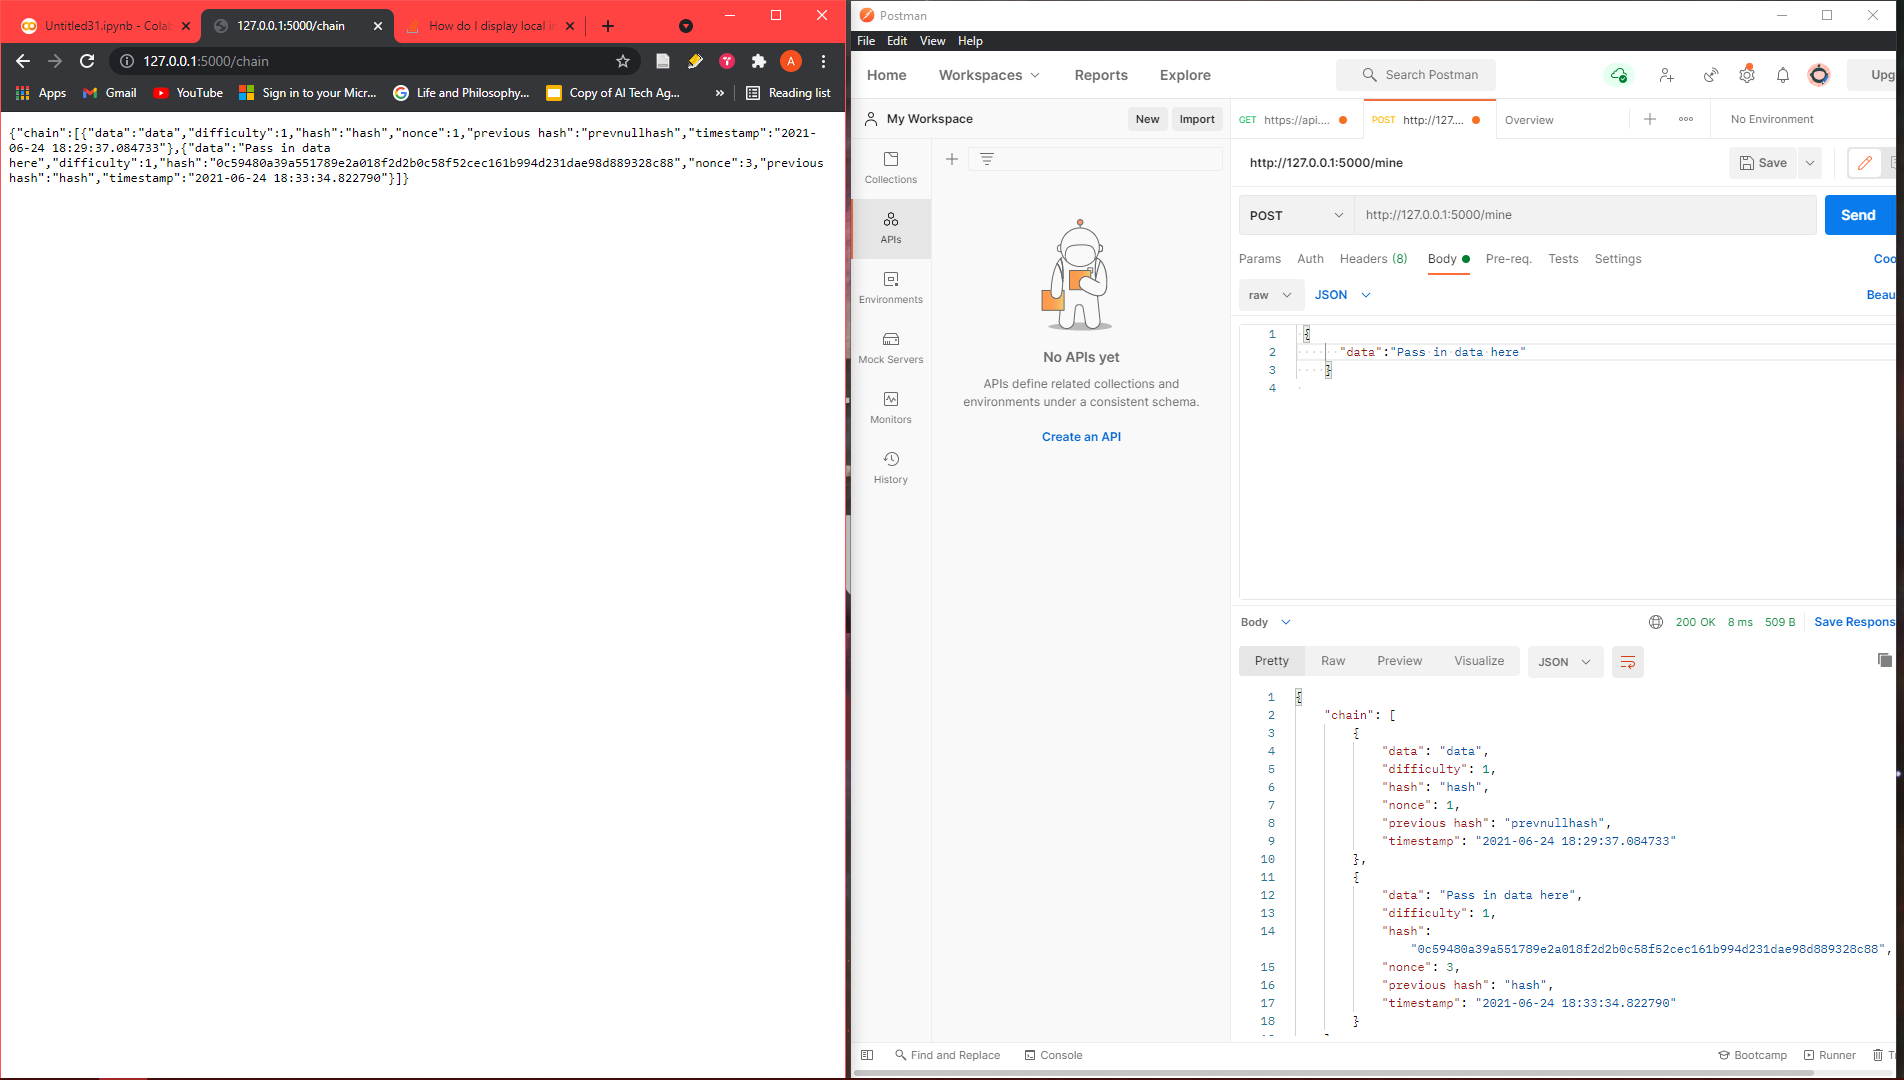 Untitled31.ipynb - Colab
127.0.0.1:5000/chain
How do I display local in
127.0.0.1:5000/chain
A
Apps
Gmail
YouTube
Sign in to your Micr...
Life and Philosophy...
Copy of AI Tech Ag...
»
Reading list
{"chain":[{"data":"data","difficulty":1,"hash":"hash","nonce":1,"previous hash":"prevnullhash","timestamp":"2021-
06-24 18:29:37.084733"},{"data":"Pass in data
here","difficulty":1,"hash":"0c59480a39a551789e2a018f2d2b0c58f52cec161b994d231dae98d889328c88","nonce":3,"previous
hash":"hash","timestamp":"2021-06-24 18:33:34.822790"}]}
Postman
File Edit View Help
Home
Workspaces
Reports
Explore
Search Postman
Upg
My Workspace
New
Import
GET https://api....
POST http://127....
Overview
No Environment
Collections
APIs
Environments
Mock Servers
Monitors
History
No APIs yet
APIs define related collections and
environments under a consistent schema.
Create an API
http://127.0.0.1:5000/mine
Save
POST
http://127.0.0.1:5000/mine
Send
Params Auth Headers (8) Body Pre-req. Tests Settings
Coo
raw
JSON
Beau
1 {
2 "data":"Pass in data here"
3 }
4
Body
200 OK 8 ms 509 B
Save Respons
Pretty Raw Preview Visualize
JSON
1 {
2 "chain": [
3 {
4 "data": "data",
5 "difficulty": 1,
6 "hash": "hash",
7 "nonce": 1,
8 "previous hash": "prevnullhash",
9 "timestamp": "2021-06-24 18:29:37.084733"
10 },
11 {
12 "data": "Pass in data here",
13 "difficulty": 1,
14 "hash":
"0c59480a39a551789e2a018f2d2b0c58f52cec161b994d231dae98d889328c88",
15 "nonce": 3,
16 "previous hash": "hash",
17 "timestamp": "2021-06-24 18:33:34.822790"
18 }
Find and Replace
Console
Bootcamp
Runner